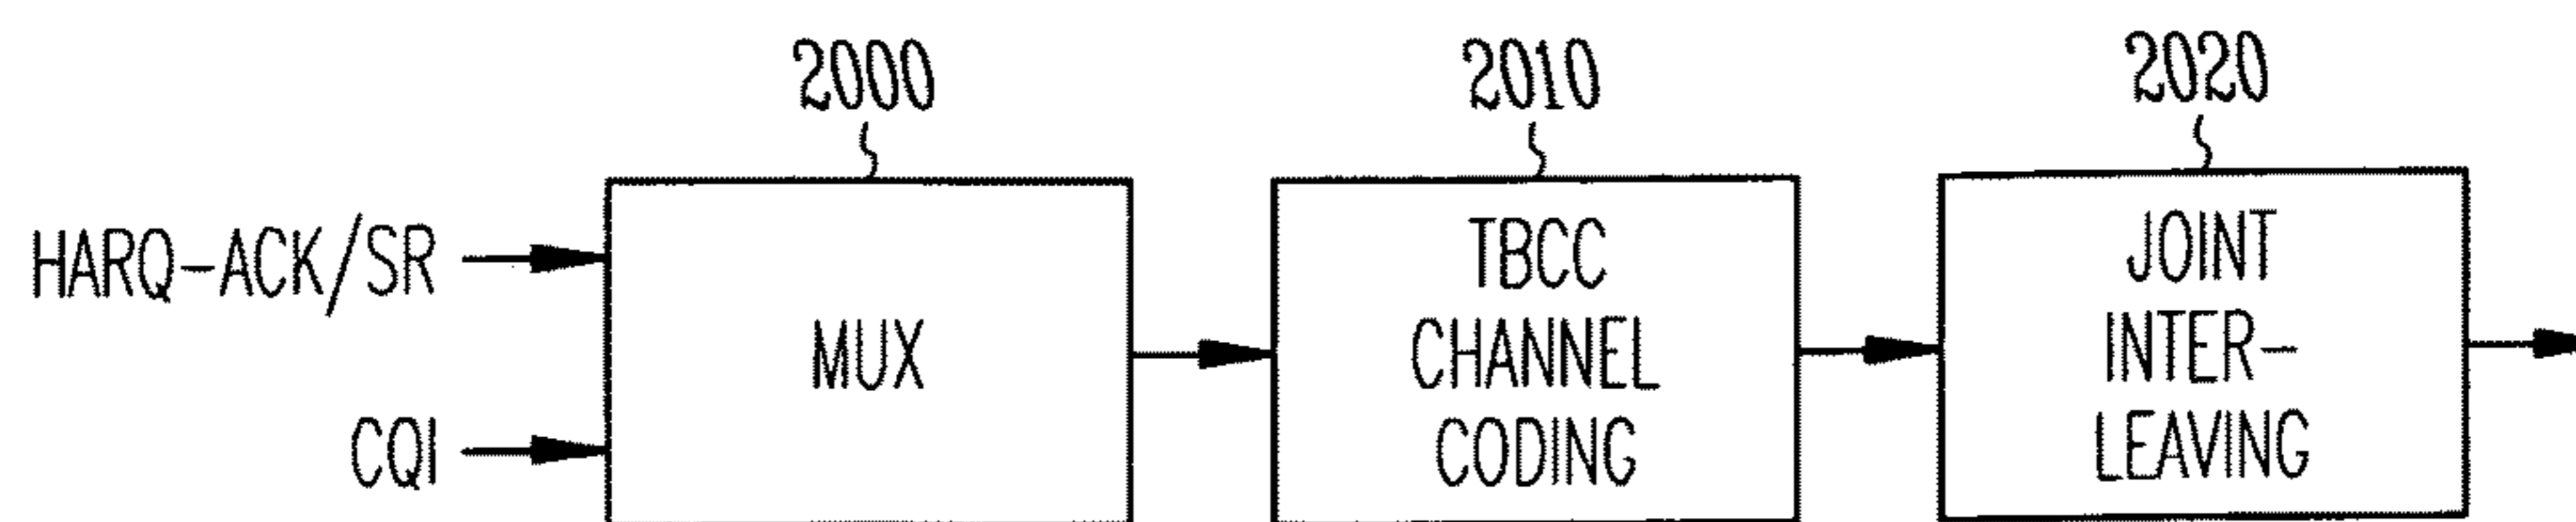 2000
2010
2020
HARQ-ACK/SR
CQI
MUX
TBCC
CHANNEL
CODING
JOINT
INTER-
LEAVING